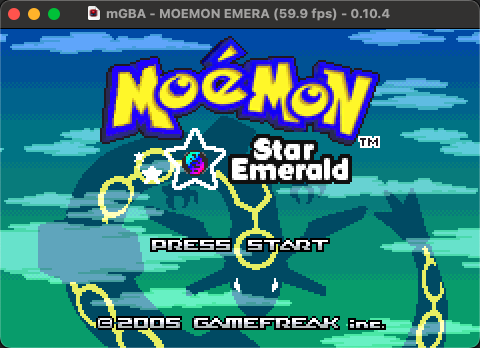 mGBA - MOEMON EMERA (59.9 fps) - 0.10.4
MoéMoN
TM
Star
Emerald
PRESS START
©2005 GAMEFREAK inc.